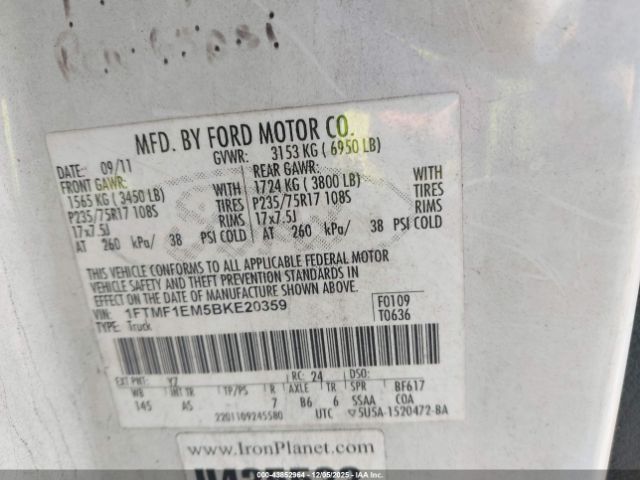 MFD. BY FORD MOTOR CO.
DATE: 09/11 GVWR: 3153 KG ( 6950 LB)
FRONT GAWR: REAR GAWR:
1565 KG ( 3450 LB) WITH 1724 KG ( 3800 LB) WITH
P235/75R17 108S TIRES P235/75R17 108S TIRES
17x7.5J RIMS 17x7.5J RIMS
AT 260 kPa/ 38 PSI COLD AT 260 kPa/ 38 PSI COLD
THIS VEHICLE CONFORMS TO ALL APPLICABLE FEDERAL MOTOR
VEHICLE SAFETY AND THEFT PREVENTION STANDARDS IN
EFFECT ON THE DATE OF MANUFACTURE SHOWN ABOVE.
VIN: 1FTMF1EM5BKE20359 F0109
TYPE: Truck T0636
EXT PNT: YZ RC: 24 DSO:
WB INT TR TP/PS R AXLE TR SPR BF617
145 AS 7 B6 6 SSAA COA
2201109245580 UTC 5U5A-1520472-BA
www.IronPlanet.com
00-43852964 - 12/05/2025 - IAA Inc.